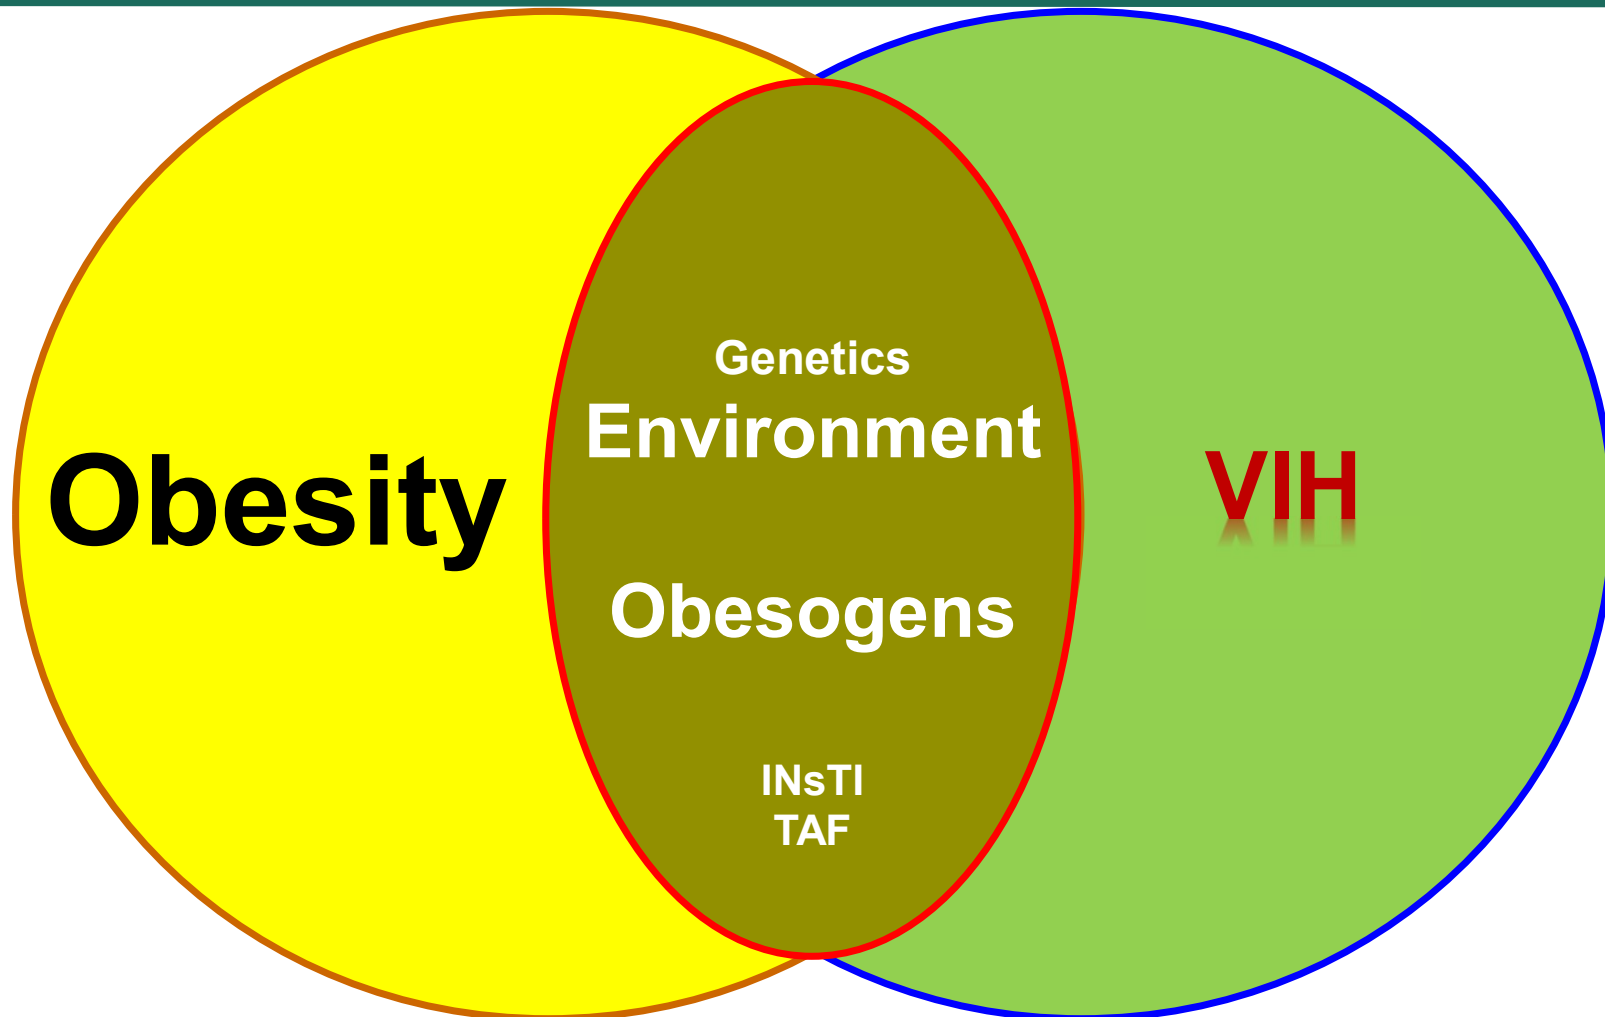 Obesity
Genetics
Environment
Obesogens
INsTI
TAF
VIH